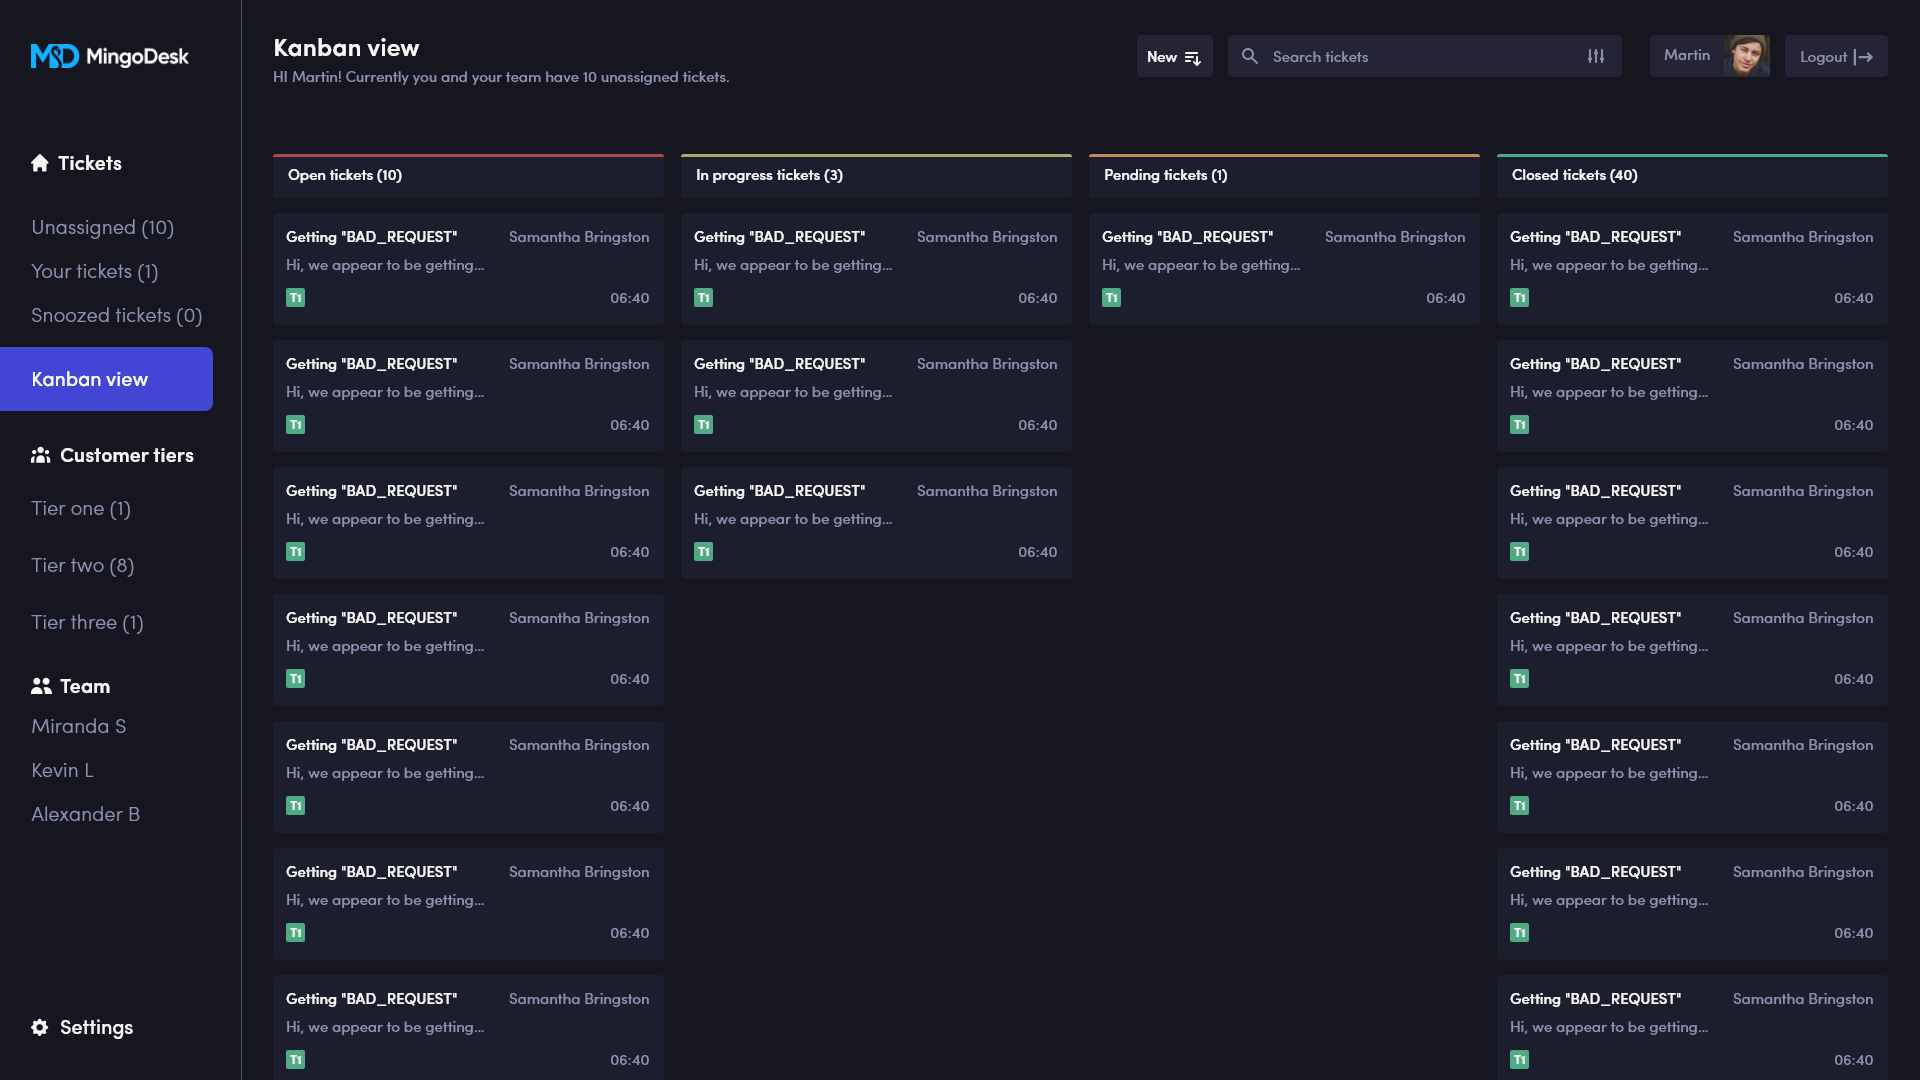 MD MingoDesk
Tickets
Unassigned (10)
Your tickets (1)
Snoozed tickets (0)
Kanban view
Customer tiers
Tier one (1)
Tier two (8)
Tier three (1)
Team
Miranda S
Kevin L
Alexander B
Settings
Kanban view
HI Martin! Currently you and your team have 10 unassigned tickets.
New
Search tickets
Martin
Logout
Open tickets (10)
Getting "BAD_REQUEST" Samantha Bringston
Hi, we appear to be getting...
T1 06:40
Getting "BAD_REQUEST" Samantha Bringston
Hi, we appear to be getting...
T1 06:40
Getting "BAD_REQUEST" Samantha Bringston
Hi, we appear to be getting...
T1 06:40
Getting "BAD_REQUEST" Samantha Bringston
Hi, we appear to be getting...
T1 06:40
Getting "BAD_REQUEST" Samantha Bringston
Hi, we appear to be getting...
T1 06:40
Getting "BAD_REQUEST" Samantha Bringston
Hi, we appear to be getting...
T1 06:40
Getting "BAD_REQUEST" Samantha Bringston
Hi, we appear to be getting...
T1 06:40
In progress tickets (3)
Getting "BAD_REQUEST" Samantha Bringston
Hi, we appear to be getting...
T1 06:40
Getting "BAD_REQUEST" Samantha Bringston
Hi, we appear to be getting...
T1 06:40
Getting "BAD_REQUEST" Samantha Bringston
Hi, we appear to be getting...
T1 06:40
Pending tickets (1)
Getting "BAD_REQUEST" Samantha Bringston
Hi, we appear to be getting...
T1 06:40
Closed tickets (40)
Getting "BAD_REQUEST" Samantha Bringston
Hi, we appear to be getting...
T1 06:40
Getting "BAD_REQUEST" Samantha Bringston
Hi, we appear to be getting...
T1 06:40
Getting "BAD_REQUEST" Samantha Bringston
Hi, we appear to be getting...
T1 06:40
Getting "BAD_REQUEST" Samantha Bringston
Hi, we appear to be getting...
T1 06:40
Getting "BAD_REQUEST" Samantha Bringston
Hi, we appear to be getting...
T1 06:40
Getting "BAD_REQUEST" Samantha Bringston
Hi, we appear to be getting...
T1 06:40
Getting "BAD_REQUEST" Samantha Bringston
Hi, we appear to be getting...
T1 06:40